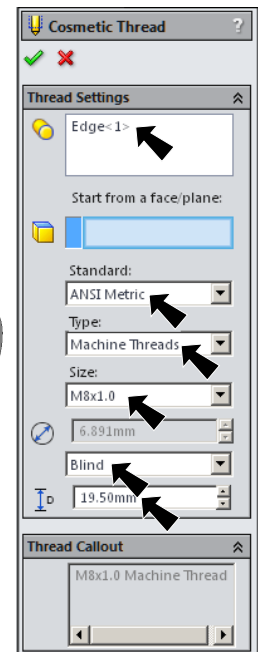 Cosmetic Thread ?
Thread Settings
Edge<1>
Start from a face/plane:
Standard:
ANSI Metric
Type:
Machine Threads
Size:
M8x1.0
6.891mm
Blind
D 19.50mm
Thread Callout
M8x1.0 Machine Thread